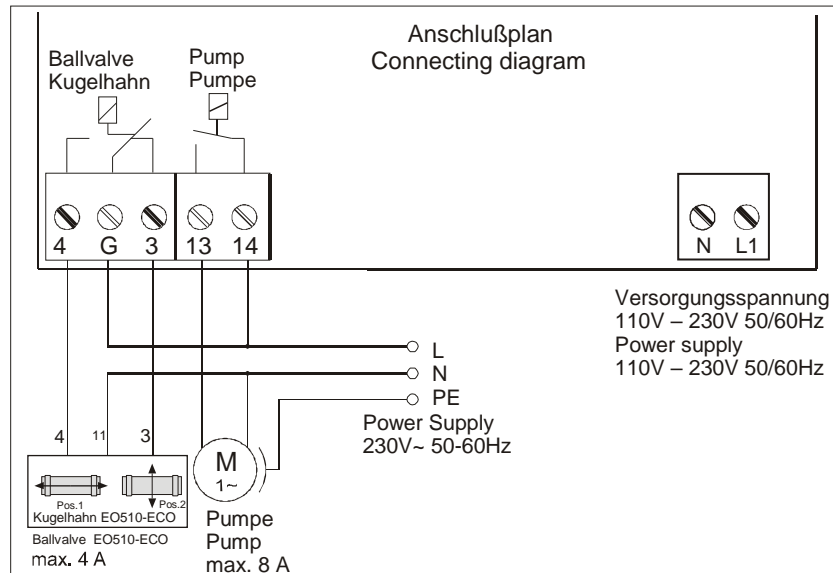 Anschlußplan
Connecting diagram
Ballvalve
Kugelhahn
Pump
Pumpe
4 G 3 13 14
N L1
Versorgungsspannung
110V – 230V 50/60Hz
Power supply
110V – 230V 50/60Hz
L
N
PE
Power Supply
230V~ 50-60Hz
4 11 3
Pos.1 Pos.2
Kugelhahn EO510-ECO
Ballvalve EO510-ECO
max. 4 A
M
1~
Pumpe
Pump
max. 8 A